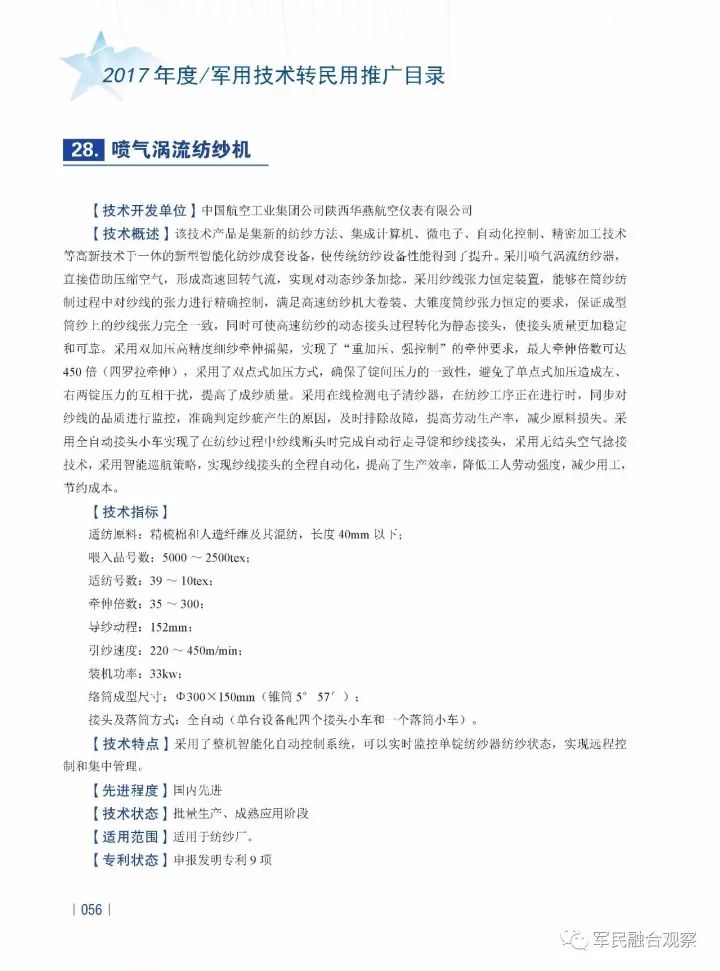 2017 年度/军用技术转民用推广目录
28. 喷气涡流纺纱机
【技术开发单位】中国航空工业集团公司陕西华燕航空仪表有限公司
【技术概述】该技术产品是集新的纺纱方法、集成计算机、微电子、自动化控制、精密加工技术
等高新技术于一体的新型智能化纺纱成套设备，使传统纺纱设备性能得到了提升。采用喷气涡流纺纱器，
直接借助压缩空气，形成高速回转气流，实现对动态纱条加捻。采用纱线张力恒定装置，能够在筒纱纺
制过程中对纱线的张力进行精确控制，满足高速纺纱机大卷装、大锥度筒纱张力恒定的要求，保证成型
筒纱上的纱线张力完全一致，同时可使高速纺纱的动态接头过程转化为静态接头，使接头质量更加稳定
和可靠。采用双加压高精度细纱牵伸摇架，实现了“重加压、强控制”的牵伸要求，最大牵伸倍数可达
450 倍（四罗拉牵伸），采用了双点式加压方式，确保了锭间压力的一致性，避免了单点式加压造成左、
右两锭压力的互相干扰，提高了成纱质量。采用在线检测电子清纱器，在纺纱工序正在进行时，同步对
纱线的品质进行监控，准确判定纱疵产生的原因，及时排除故障，提高劳动生产率，减少原料损失。采
用全自动接头小车实现了在纺纱过程中纱线断头时完成自动行走寻锭和纱线接头，采用无结头空气捻接
技术，采用智能巡航策略，实现纱线接头的全程自动化，提高了生产效率，降低工人劳动强度，减少用工，
节约成本。
【技术指标】
适纺原料：精梳棉和人造纤维及其混纺，长度 40mm 以下；
喂入品号数：5000 ～ 2500tex；
适纺号数：39 ～ 10tex；
牵伸倍数：35 ～ 300；
导纱动程：152mm；
引纱速度：220 ～ 450m/min；
装机功率：33kw；
络筒成型尺寸：Φ300×150mm（锥筒 5° 57′）；
接头及落筒方式：全自动（单台设备配四个接头小车和一个落筒小车）。
【技术特点】采用了整机智能化自动控制系统，可以实时监控单锭纺纱器纺纱状态，实现远程控
制和集中管理。
【先进程度】国内先进
【技术状态】批量生产、成熟应用阶段
【适用范围】适用于纺纱厂。
【专利状态】申报发明专利 9 项
| 056 |
军民融合观察